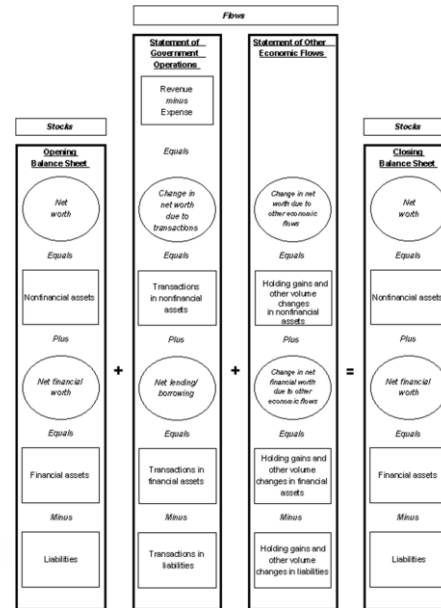 Flows
Stocks
Opening
Balance Sheet
Net
worth
Equals
Nonfinancial assets
Plus
Net financial
worth
Equals
Financial assets
Minus
Liabilities
+
Statement of
Government
Operations
Revenue
minus
Expense
Equals
Change in
net worth
due to
transactions
Equals
Transactions
in nonfinancial
assets
Plus
Net lending/
borrowing
Equals
Transactions in
financial assets
Minus
Transactions in
liabilities
+
Statement of Other
Economic Flows
Change in net
worth due to
other economic
flows
Equals
Holding gains and
other volume
changes
in nonfinancial
assets
Plus
Change in net
financial worth
due to other
economic flows
Equals
Holding gains
and other volume
changes in financial
assets
Minus
Holding gains and
other volume
changes in liabilities
=
Stocks
Closing
Balance Sheet
Net
worth
Equals
Nonfinancial assets
Plus
Net financial
worth
Equals
Financial assets
Minus
Liabilities